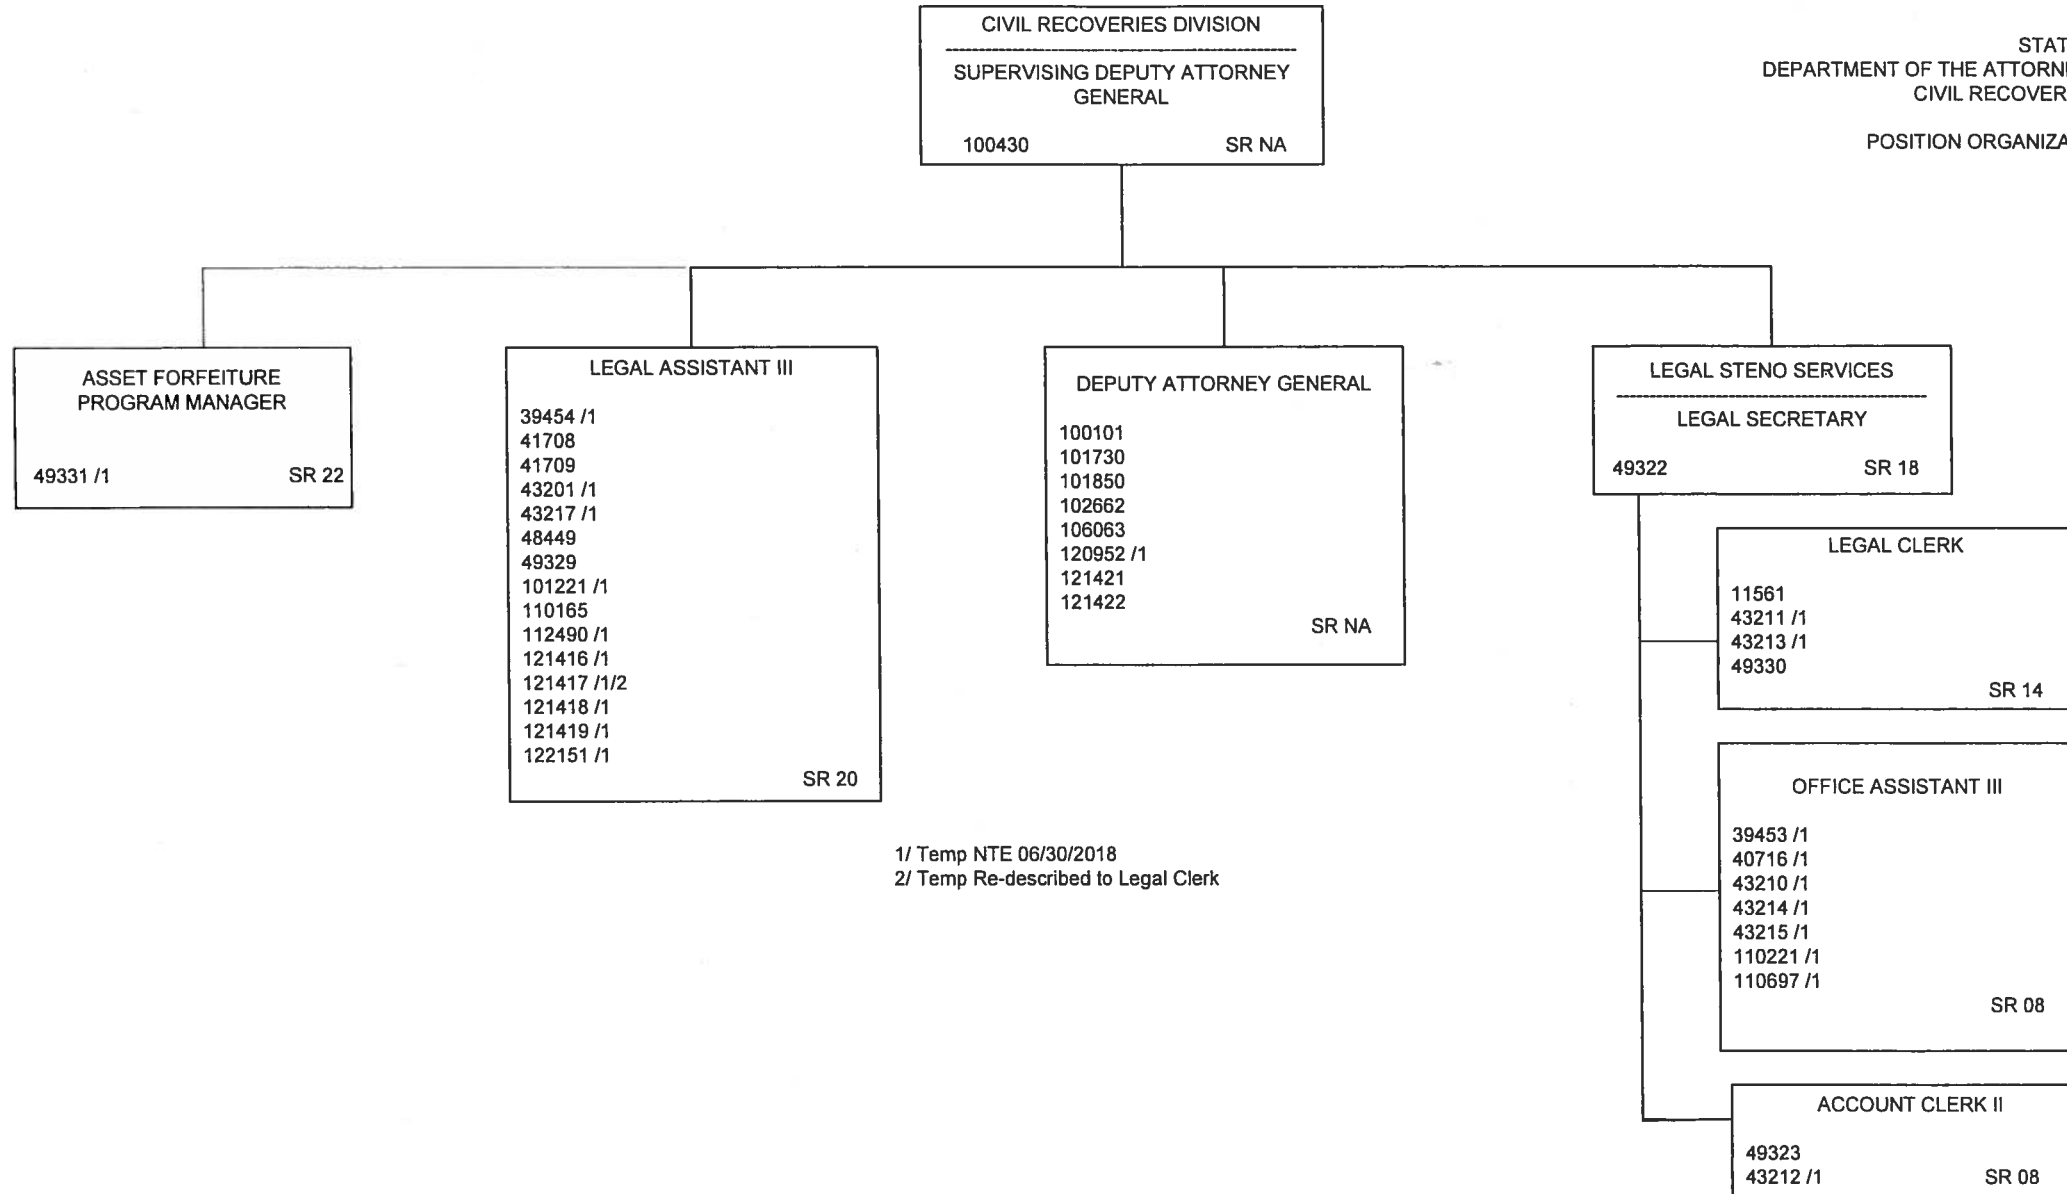 CIVIL RECOVERIES DIVISION
SUPERVISING DEPUTY ATTORNEY
GENERAL
100430 SR NA
STAT
DEPARTMENT OF THE ATTORN
CIVIL RECOVER
POSITION ORGANIZA
ASSET FORFEITURE
PROGRAM MANAGER
49331 /1 SR 22
LEGAL ASSISTANT III
39454 /1
41708
41709
43201 /1
43217 /1
48449
49329
101221 /1
110165
112490 /1
121416 /1
121417 /1/2
121418 /1
121419 /1
122151 /1
SR 20
DEPUTY ATTORNEY GENERAL
100101
101730
101850
102662
106063
120952 /1
121421
121422
SR NA
LEGAL STENO SERVICES
LEGAL SECRETARY
49322 SR 18
LEGAL CLERK
11561
43211 /1
43213 /1
49330
SR 14
OFFICE ASSISTANT III
39453 /1
40716 /1
43210 /1
43214 /1
43215 /1
110221 /1
110697 /1
SR 08
ACCOUNT CLERK II
49323
43212 /1 SR 08
1/ Temp NTE 06/30/2018
2/ Temp Re-described to Legal Clerk